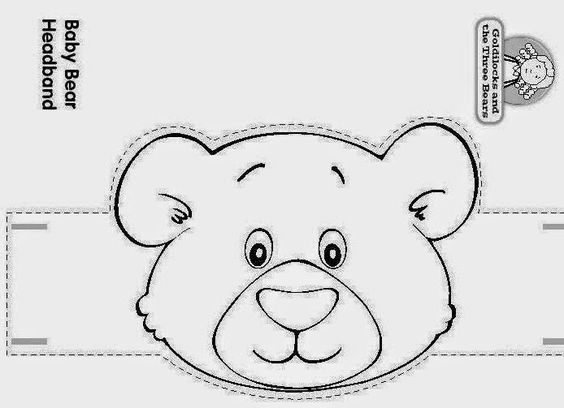 Baby Bear
Headband
Goldilocks and
the Three Bears